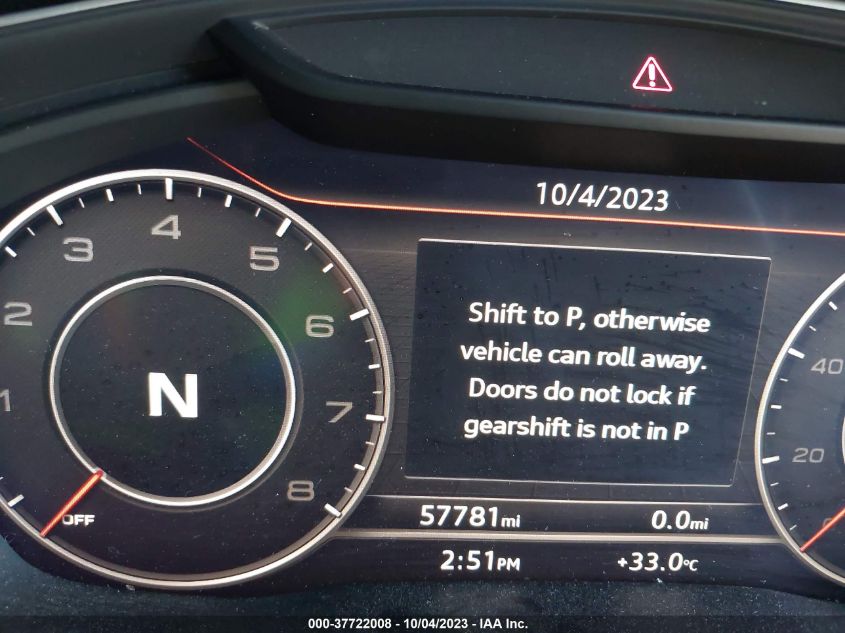 10/4/2023
1 2 3 4 5 6 7 8
N
OFF
Shift to P, otherwise
vehicle can roll away.
Doors do not lock if
gearshift is not in P
40
20
0
57781mi 0.0mi
2:51PM +33.0°C
000-37722008 - 10/04/2023 - IAA Inc.